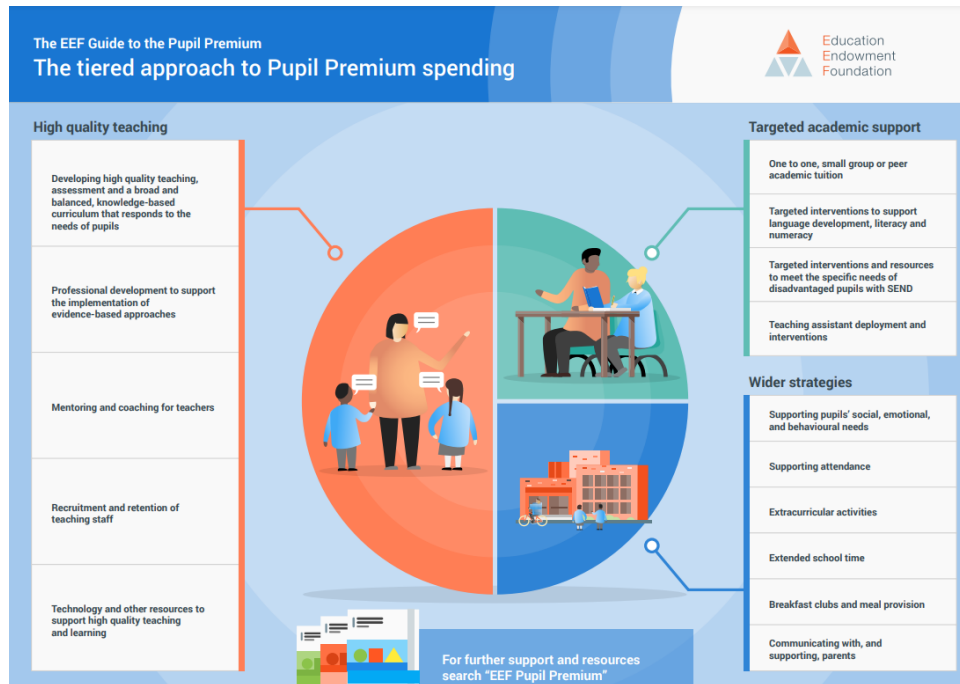 The EEF Guide to the Pupil Premium
The tiered approach to Pupil Premium spending
Education
Endowment
Foundation
High quality teaching
Developing high quality teaching,
assessment and a broad and
balanced, knowledge-based
curriculum that responds to the
needs of pupils
Professional development to support
the implementation of
evidence-based approaches
Mentoring and coaching for teachers
Recruitment and retention of
teaching staff
Technology and other resources to
support high quality teaching
and learning
Targeted academic support
One to one, small group or peer
academic tuition
Targeted interventions to support
language development, literacy and
numeracy
Targeted interventions and resources
to meet the specific needs of
disadvantaged pupils with SEND
Teaching assistant deployment and
interventions
Wider strategies
Supporting pupils' social, emotional,
and behavioural needs
Supporting attendance
Extracurricular activities
Extended school time
Breakfast clubs and meal provision
Communicating with, and
supporting, parents
For further support and resources
search “EEF Pupil Premium”